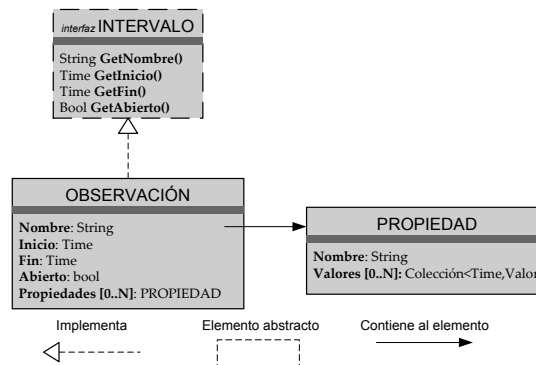 interfaz INTERVALO
String GetNombre()
Time GetInicio()
Time GetFin()
Bool GetAbierto()
OBSERVACIÓN
Nombre: String
Inicio: Time
Fin: Time
Abierto: bool
Propiedades [0..N]: PROPIEDAD
PROPIEDAD
Nombre: String
Valores [0..N]: Colección<Time,Valor
Implementa
Elemento abstracto
Contiene al elemento